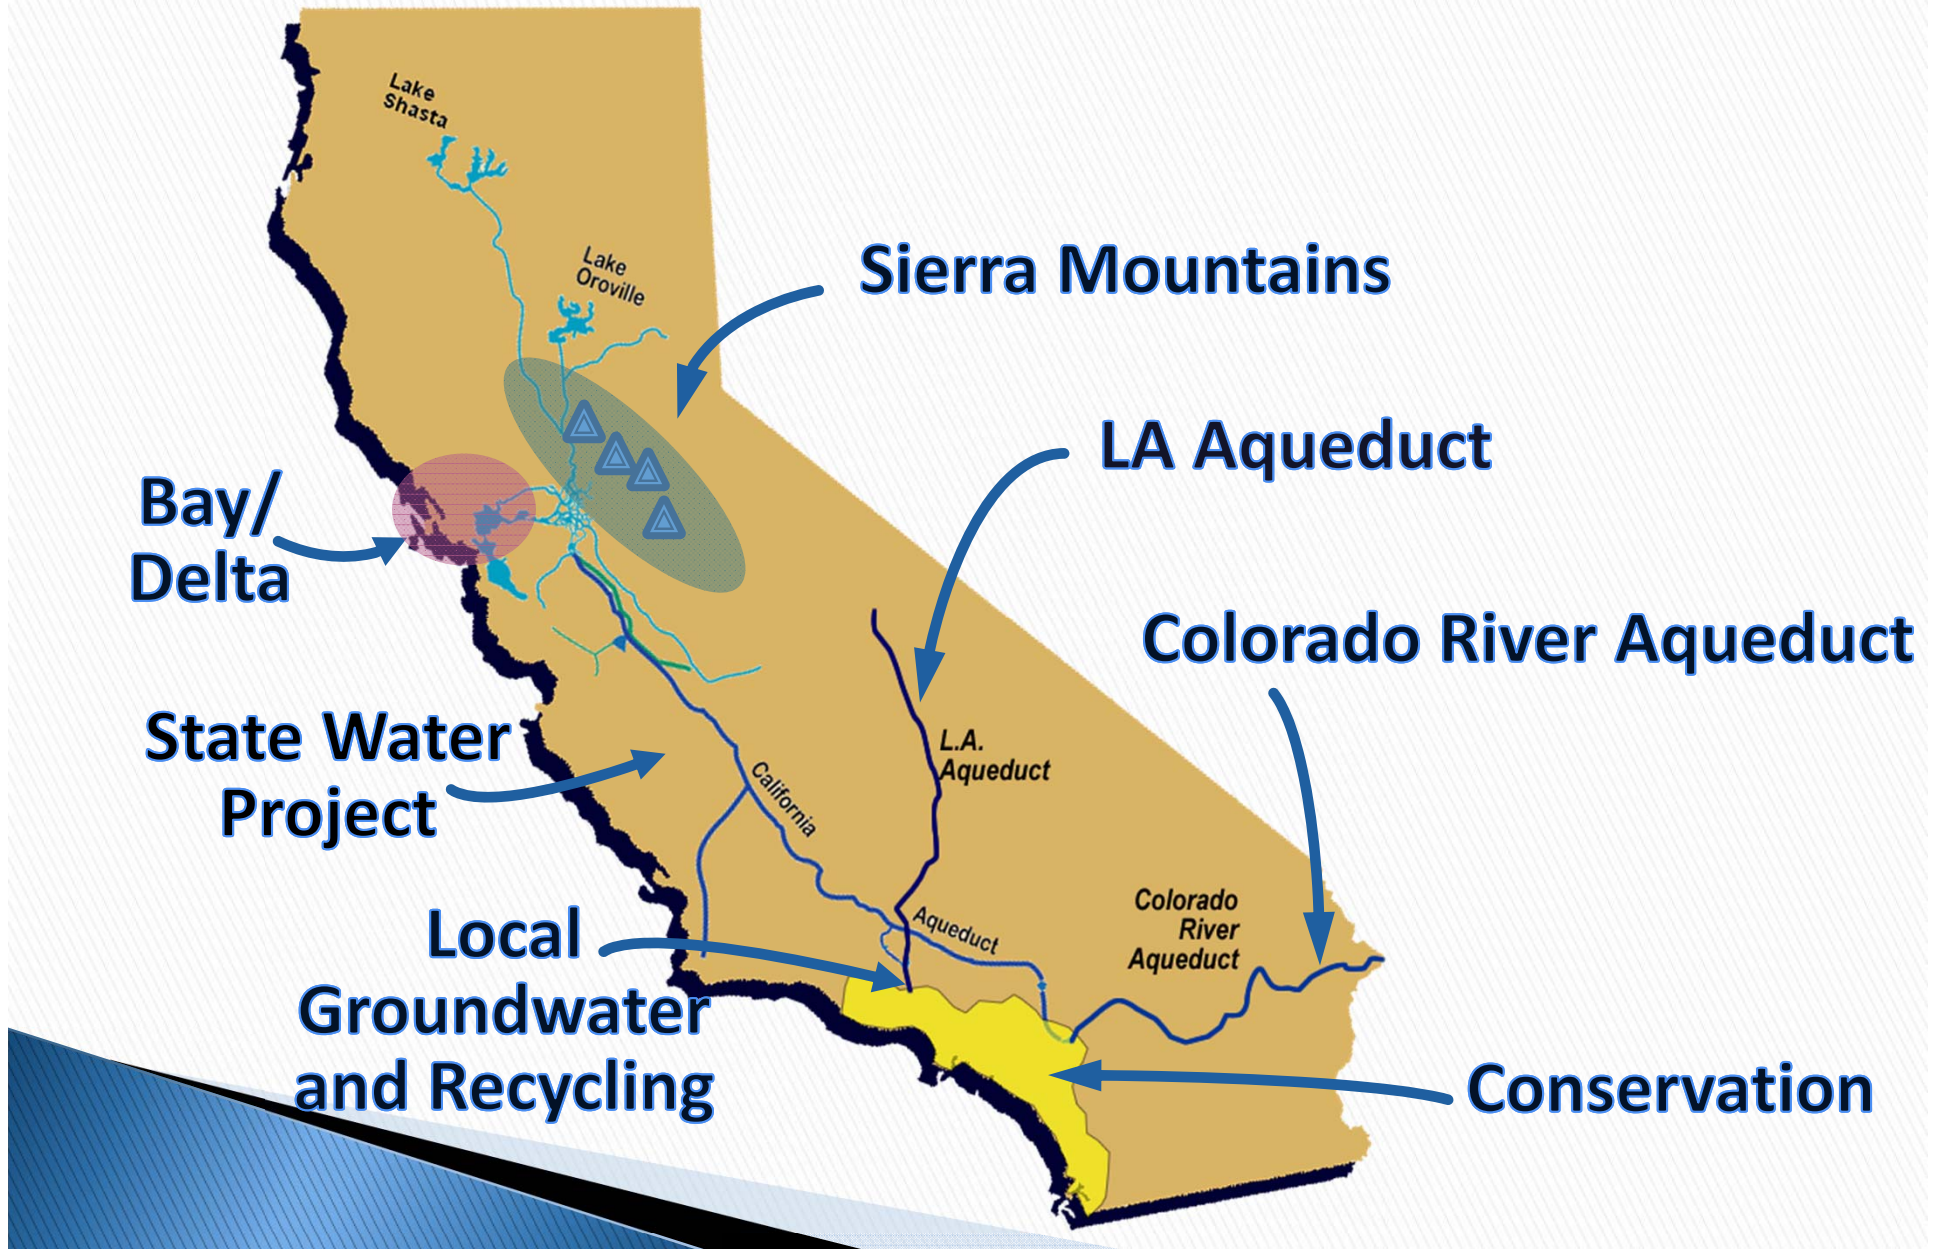 Lake
Shasta
Lake
Oroville
Sierra Mountains
LA Aqueduct
Bay/
Delta
Colorado River Aqueduct
State Water
Project
L.A.
Aqueduct
California
Aqueduct
Colorado
River
Aqueduct
Local
Groundwater
and Recycling
Conservation